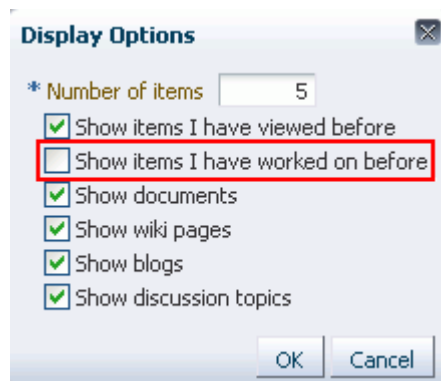 Display Options
* Number of items 5
Show items I have viewed before
Show items I have worked on before
Show documents
Show wiki pages
Show blogs
Show discussion topics
OK Cancel